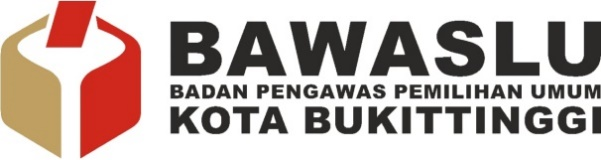 BAWASLU
BADAN PENGAWAS PEMILIHAN UMUM
KOTA BUKITTINGGI